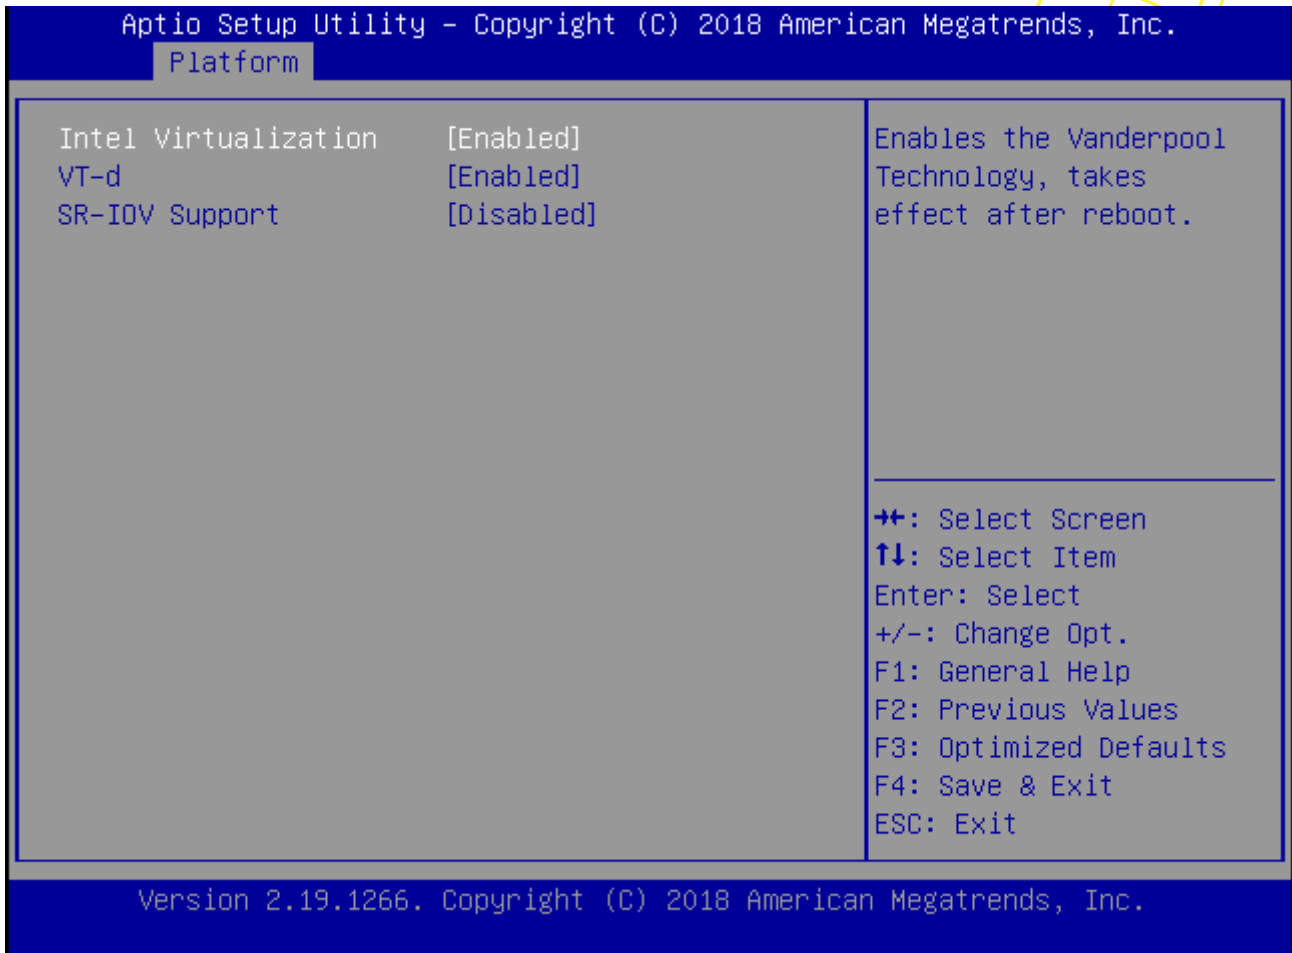 Aptio Setup Utility – Copyright (C) 2018 American Megatrends, Inc.
Platform
Intel Virtualization [Enabled]
VT-d [Enabled]
SR-IOV Support [Disabled]
Enables the Vanderpool
Technology, takes
effect after reboot.
→←: Select Screen
↑↓: Select Item
Enter: Select
+/-: Change Opt.
F1: General Help
F2: Previous Values
F3: Optimized Defaults
F4: Save & Exit
ESC: Exit
Version 2.19.1266. Copyright (C) 2018 American Megatrends, Inc.